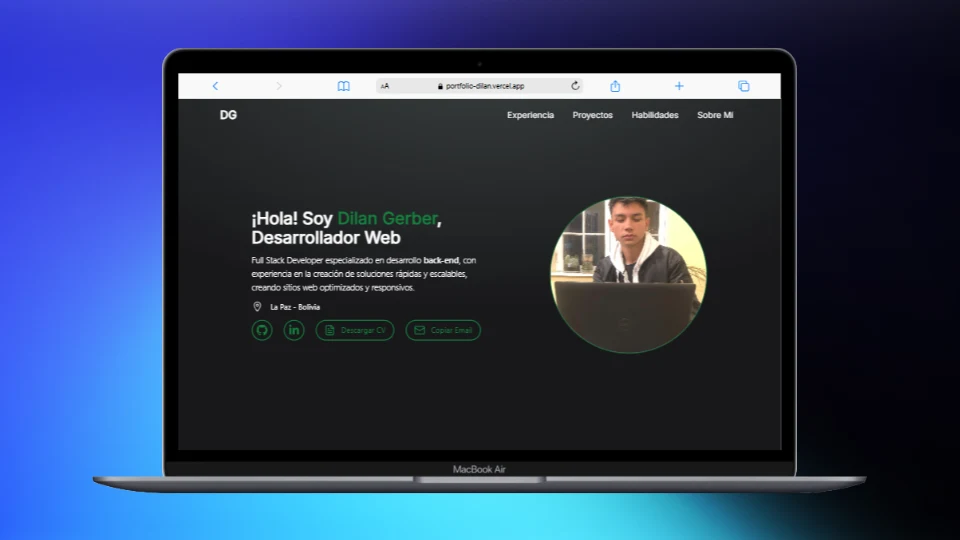 AA portfolio-dilan.vercel.app
DG Experiencia Proyectos Habilidades Sobre Mi
¡Hola! Soy Dilan Gerber,
Desarrollador Web
Full Stack Developer especializado en desarrollo back-end, con
experiencia en la creación de soluciones rápidas y escalables,
creando sitios web optimizados y responsivos.
La Paz - Bolivia
in Descargar CV Copiar Email
MacBook Air